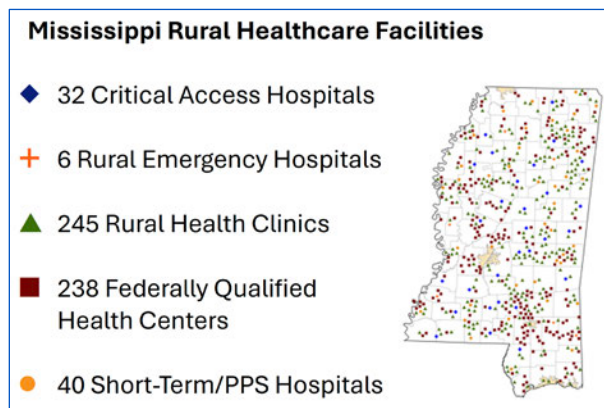 Mississippi Rural Healthcare Facilities
32 Critical Access Hospitals
6 Rural Emergency Hospitals
245 Rural Health Clinics
238 Federally Qualified
Health Centers
40 Short-Term/PPS Hospitals